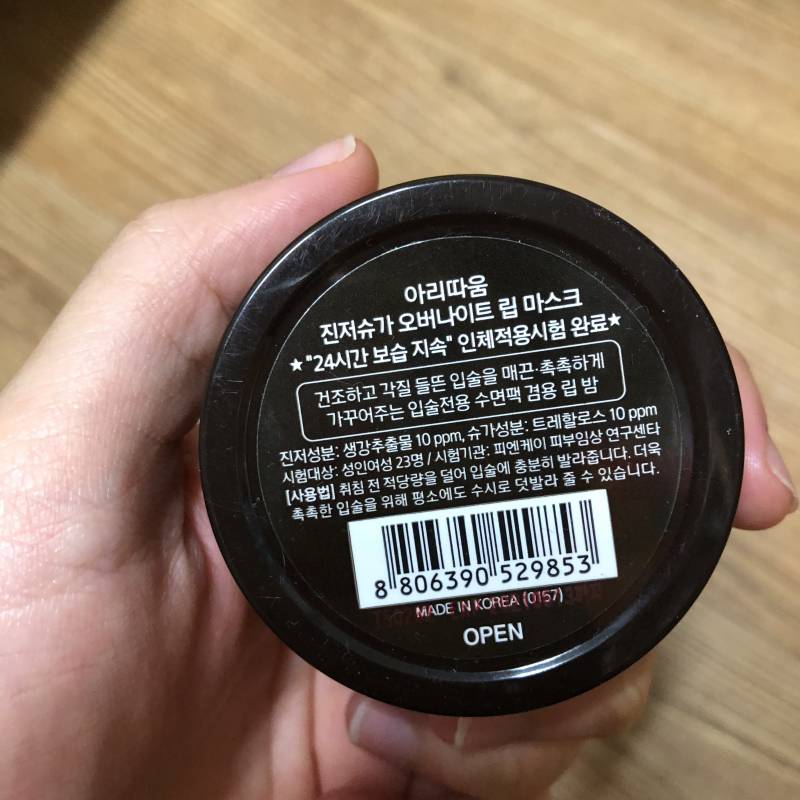 아리따움
진저슈가 오버나이트 립 마스크
★"24시간 보습 지속" 인체적용시험 완료★
건조하고 각질 들뜬 입술을 매끈·촉촉하게
가꾸어주는 입술전용 수면팩 겸용 립 밤
진저성분: 생강추출물 10 ppm, 슈가성분: 트레할로스 10 ppm
시험대상: 성인여성 23명 / 시험기관: 피엔케이 피부임상 연구센타
[사용법] 취침 전 적당량을 덜어 입술에 충분히 발라줍니다. 더욱
촉촉한 입술을 위해 평소에도 수시로 덧발라 줄 수 있습니다.
8 806390 529853
MADE IN KOREA (0157)
OPEN